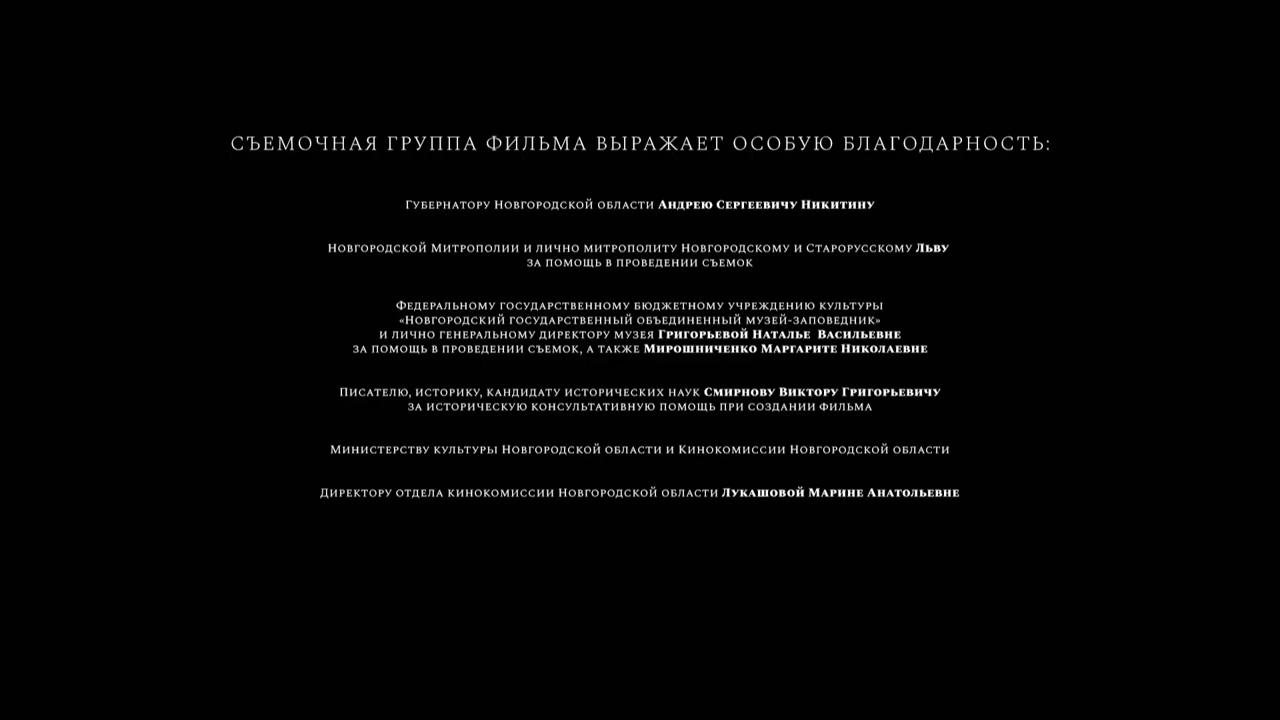 СЪЕМОЧНАЯ ГРУППА ФИЛЬМА ВЫРАЖАЕТ ОСОБУЮ БЛАГОДАРНОСТЬ:
Губернатору Новгородской области Андрею Сергеевичу Никитину
Новгородской Митрополии и лично митрополиту Новгородскому и Старорусскому Льву
за помощь в проведении съемок
Федеральному государственному бюджетному учреждению культуры
«Новгородский государственный объединенный музей-заповедник»
и лично генеральному директору музея Григорьевой Наталье Васильевне
за помощь в проведении съемок, а также Мирошниченко Маргарите Николаевне
Писателю, историку, кандидату исторических наук Смирнову Виктору Григорьевичу
за историческую консультативную помощь при создании фильма
Министерству культуры Новгородской области и Кинокомиссии Новгородской области
Директору отдела кинокомиссии Новгородской области Лукашовой Марине Анатольевне